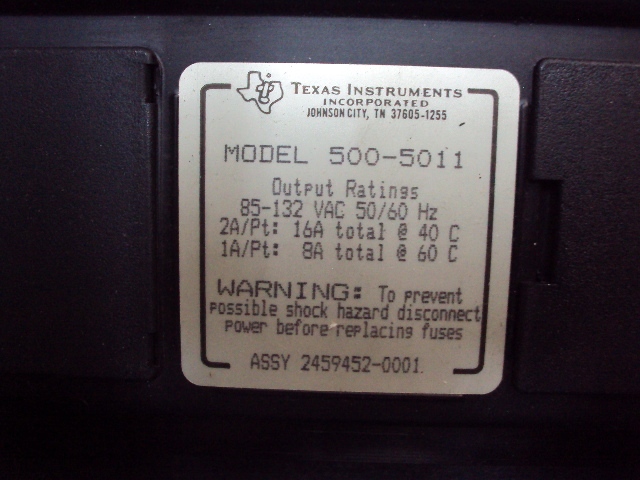 TEXAS INSTRUMENTS
INCORPORATED
JOHNSON CITY, TN 37605-1255
MODEL 500-5011
Output Ratings
85-132 VAC 50/60 Hz
2A/Pt: 16A total @ 40 C
1A/Pt: 8A total @ 60 C
WARNING: To prevent
possible shock hazard disconnect
power before replacing fuses
ASSY 2459452-0001